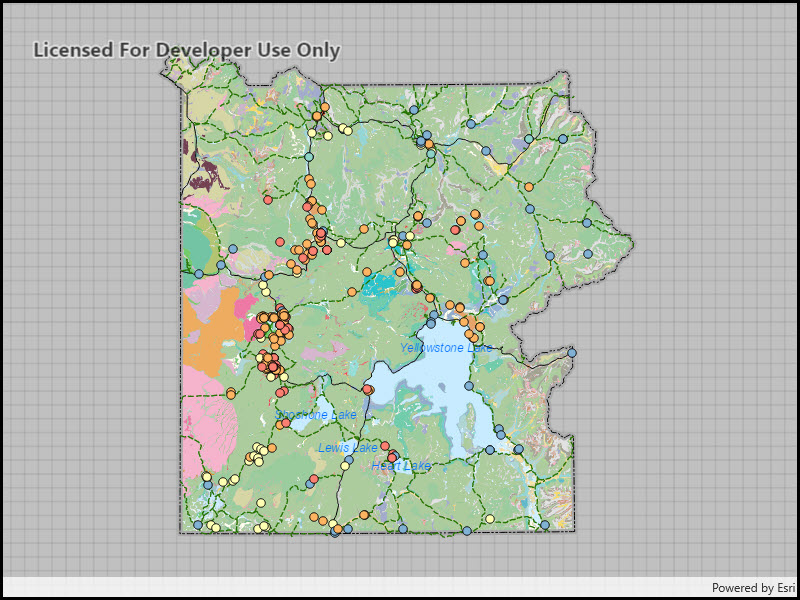 Licensed For Developer Use Only
Yellowstone Lake
Shoshone Lake
Lewis Lake
Heart Lake
Powered by Esri